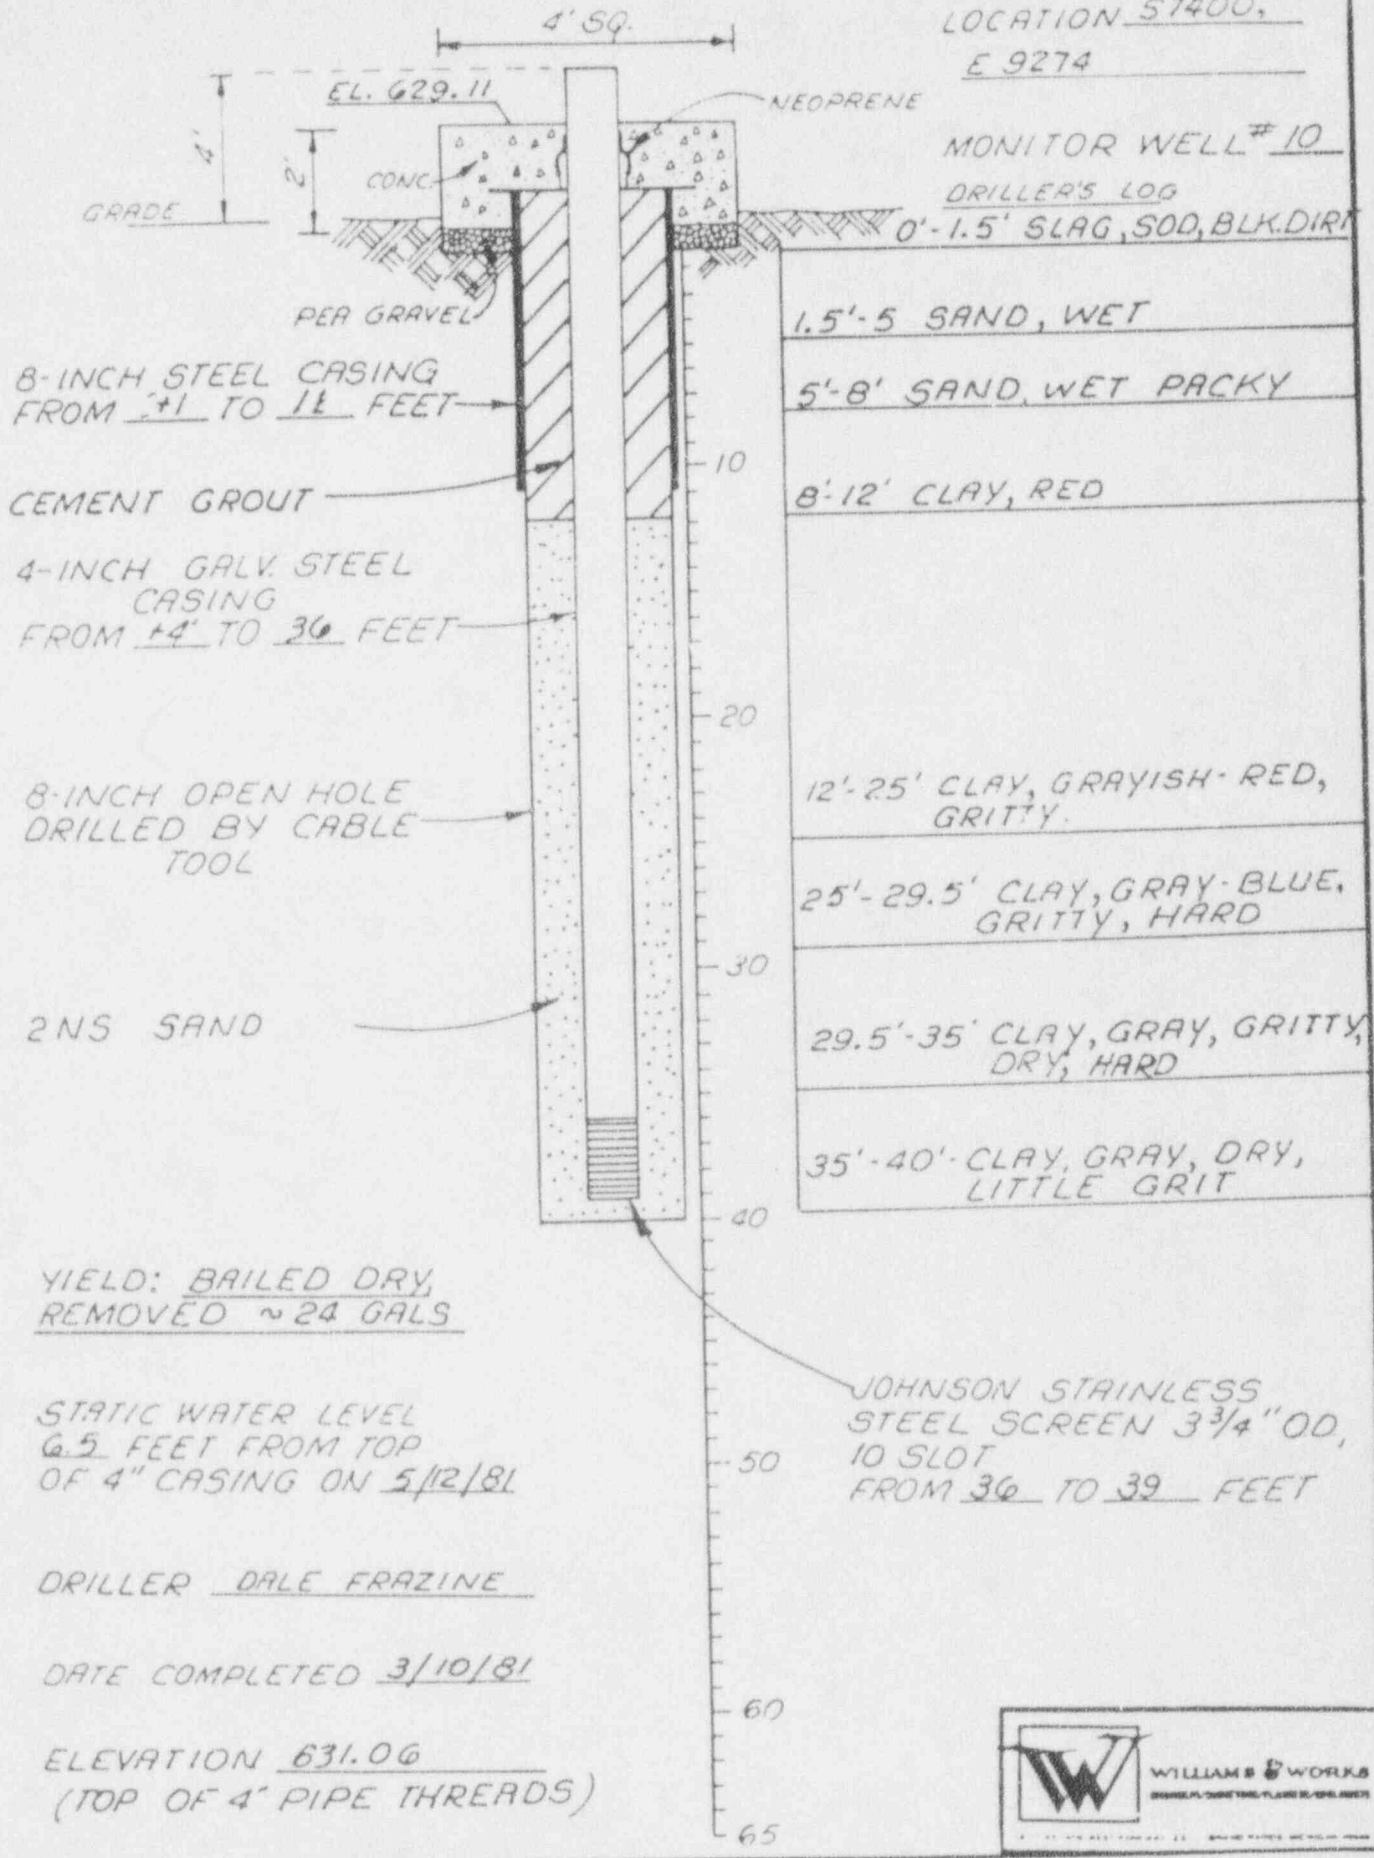 4' SQ.
LOCATION S7400,
E 9274
EL. 629.11
NEOPRENE
4'
2'
CONC.
MONITOR WELL # 10
DRILLER'S LOG
GRADE
0'-1.5' SLAG, SOD, BLK. DIRT
PEA GRAVEL
1.5'-5 SAND, WET
8-INCH STEEL CASING
FROM +1 TO 11 FEET
5'-8' SAND, WET PACKY
10
CEMENT GROUT
8'-12' CLAY, RED
4-INCH GALV. STEEL
CASING
FROM +4' TO 36 FEET
20
8-INCH OPEN HOLE
DRILLED BY CABLE
TOOL
12'-25' CLAY, GRAYISH-RED,
GRITTY.
25'-29.5' CLAY, GRAY-BLUE,
GRITTY, HARD
30
2NS SAND
29.5'-35' CLAY, GRAY, GRITTY,
DRY, HARD
35'-40'- CLAY, GRAY, DRY,
LITTLE GRIT
40
YIELD: BAILED DRY,
REMOVED ~24 GALS
JOHNSON STAINLESS
STEEL SCREEN 3 3/4" OD,
10 SLOT
FROM 36 TO 39 FEET
STATIC WATER LEVEL
6.5 FEET FROM TOP
OF 4" CASING ON 5/12/81
50
DRILLER DALE FRAZINE
DATE COMPLETED 3/10/81
60
ELEVATION 631.06
(TOP OF 4" PIPE THREADS)
65
WILLIAMS & WORKS